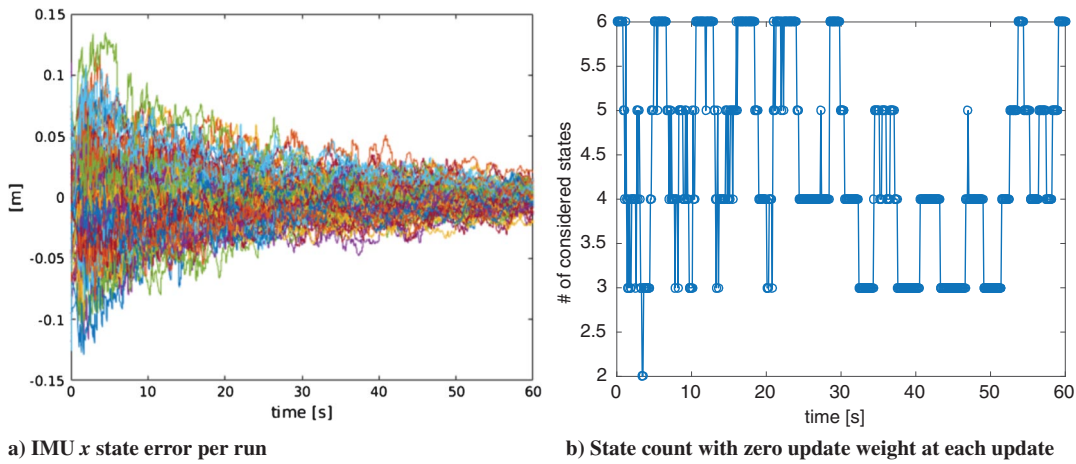 0.15
0.1
0.05
0
-0.05
-0.1
-0.15
[m]
0 10 20 30 40 50 60
time [s]
a) IMU x state error per run
6
5.5
5
4.5
4
3.5
3
2.5
2
# of considered states
0 10 20 30 40 50 60
time [s]
b) State count with zero update weight at each update